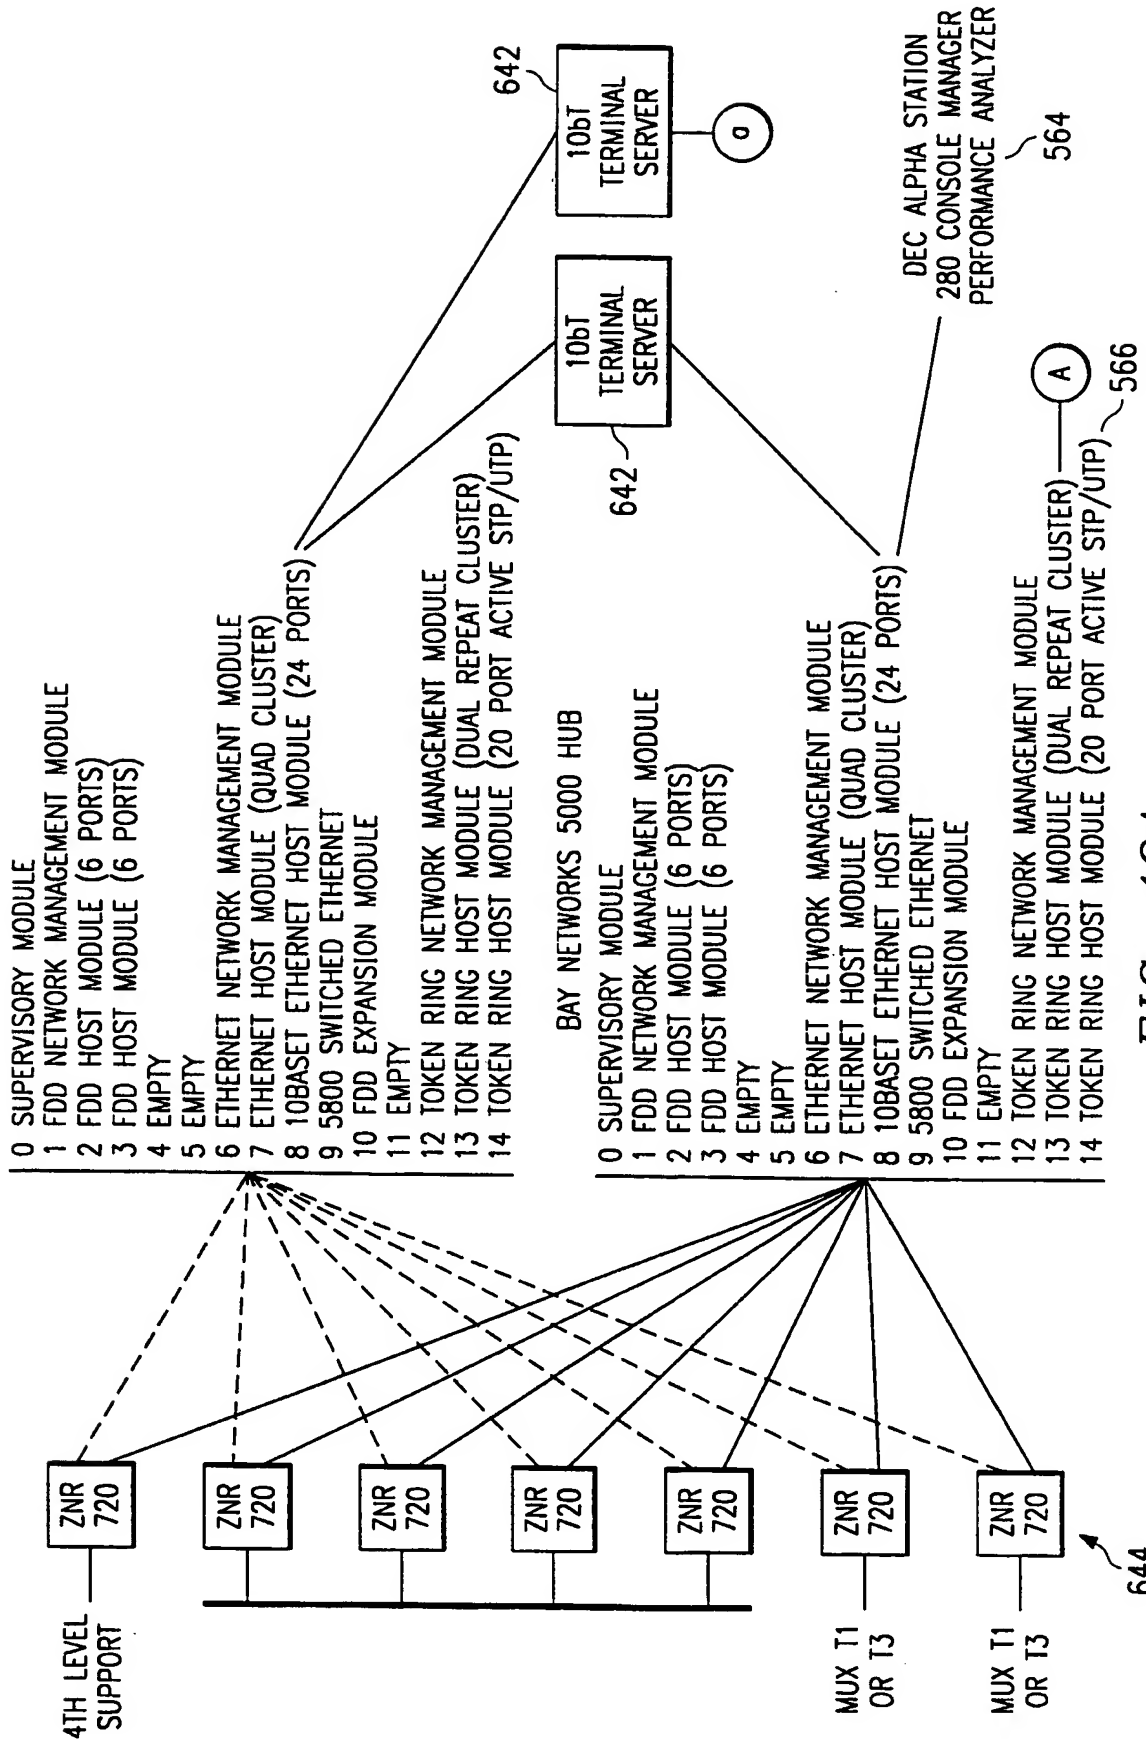 4TH LEVEL
SUPPORT
MUX T1
OR T3
MUX T1
OR T3
ZNR
720
ZNR
720
ZNR
720
ZNR
720
ZNR
720
ZNR
720
ZNR
720
644
0 SUPERVISORY MODULE
1 FDD NETWORK MANAGEMENT MODULE
2 FDD HOST MODULE (6 PORTS)
3 FDD HOST MODULE (6 PORTS)
4 EMPTY
5 EMPTY
6 ETHERNET NETWORK MANAGEMENT MODULE
7 ETHERNET HOST MODULE (QUAD CLUSTER)
8 10BASET ETHERNET HOST MODULE (24 PORTS)
9 5800 SWITCHED ETHERNET
10 FDD EXPANSION MODULE
11 EMPTY
12 TOKEN RING NETWORK MANAGEMENT MODULE
13 TOKEN RING HOST MODULE (DUAL REPEAT CLUSTER)
14 TOKEN RING HOST MODULE (20 PORT ACTIVE STP/UTP)
BAY NETWORKS 5000 HUB
0 SUPERVISORY MODULE
1 FDD NETWORK MANAGEMENT MODULE
2 FDD HOST MODULE (6 PORTS)
3 FDD HOST MODULE (6 PORTS)
4 EMPTY
5 EMPTY
6 ETHERNET NETWORK MANAGEMENT MODULE
7 ETHERNET HOST MODULE (QUAD CLUSTER)
8 10BASET ETHERNET HOST MODULE (24 PORTS)
9 5800 SWITCHED ETHERNET
10 FDD EXPANSION MODULE
11 EMPTY
12 TOKEN RING NETWORK MANAGEMENT MODULE
13 TOKEN RING HOST MODULE (DUAL REPEAT CLUSTER)
14 TOKEN RING HOST MODULE (20 PORT ACTIVE STP/UTP)
566
A
642
10bT
TERMINAL
SERVER
642
10bT
TERMINAL
SERVER
a
DEC ALPHA STATION
280 CONSOLE MANAGER
PERFORMANCE ANALYZER
564